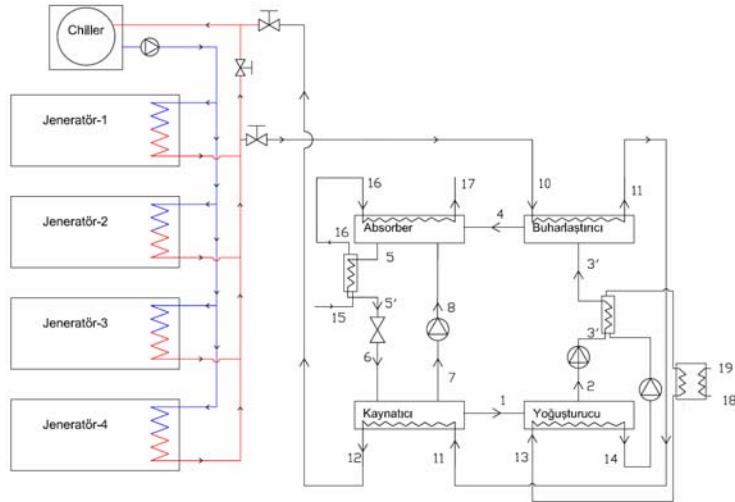 Chiller
Jeneratör-1
Jeneratör-2
Jeneratör-3
Jeneratör-4
16
17
10
11
Absorber
4
Buharlaştırıcı
16
5
3'
15
5'
8
3'
6
7
2
19
18
Kaynatıcı
1
Yoğuşturucu
12
11
13
14